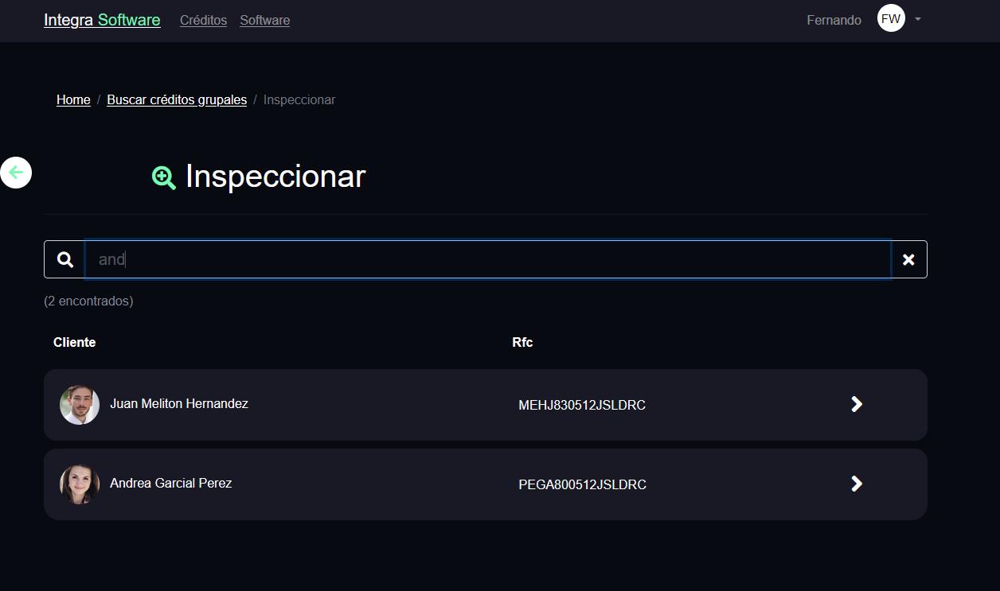 Integra Software Créditos Software Fernando FW
Home / Buscar créditos grupales / Inspeccionar
Inspeccionar
and
(2 encontrados)
Cliente Rfc
Juan Meliton Hernandez MEHJ830512JSLDRC
Andrea Garcial Perez PEGA800512JSLDRC